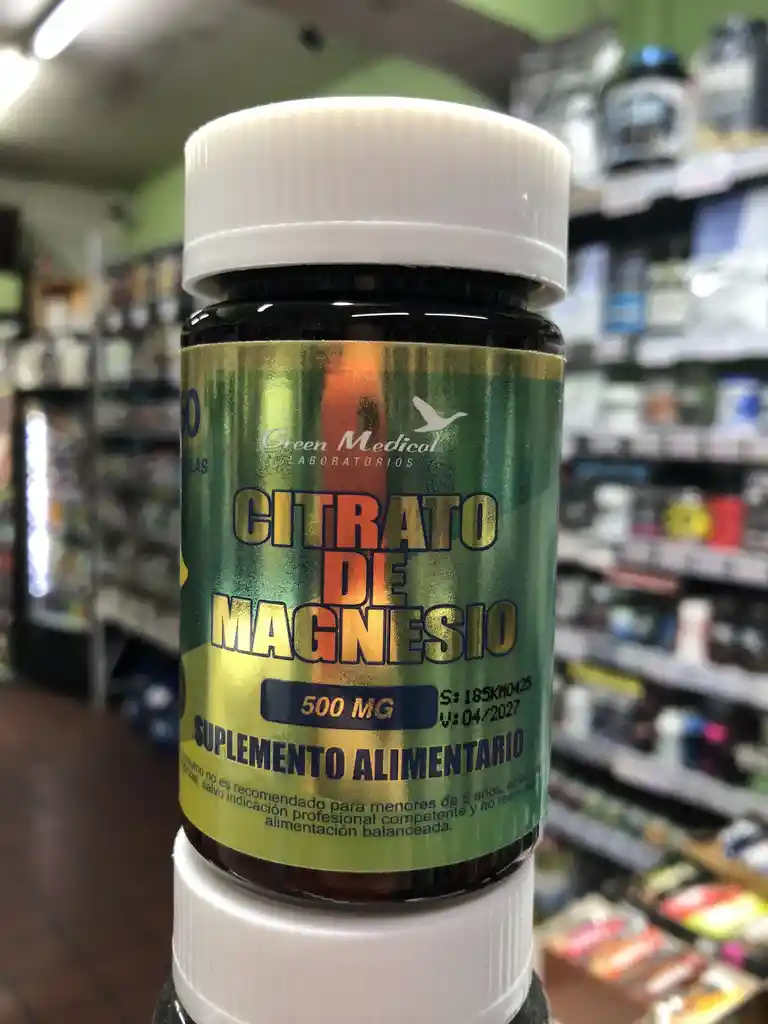 Green Medical
LABORATORIOS
CITRATO
DE
MAGNESIO
500 MG
S: 185KM0425
V: 04/2027
SUPLEMENTO ALIMENTARIO
no es recomendado para menores de 8 años,
salvo indicación profesional competente y no
alimentación balanceada.